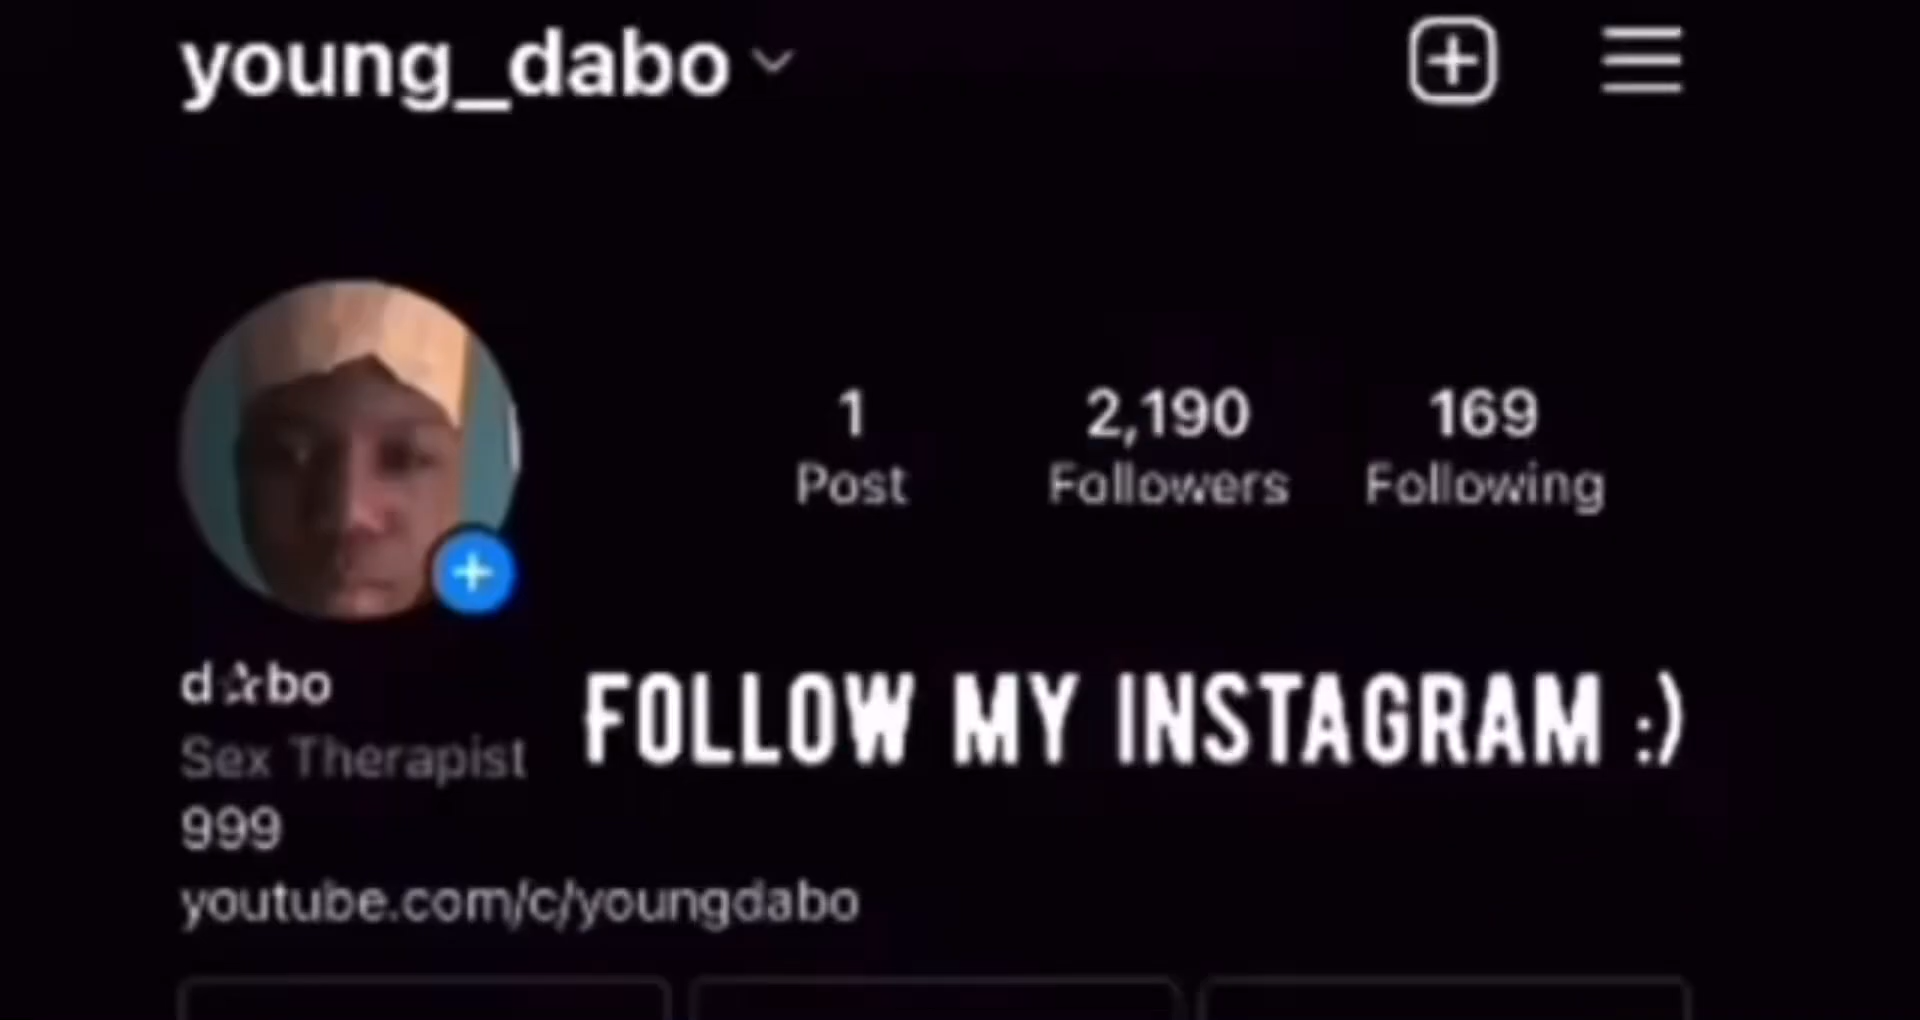 young_dabo
1 2,190 169
Post Followers Following
d☆bo
FOLLOW MY INSTAGRAM :)
Sex Therapist
999
youtube.com/c/youngdabo